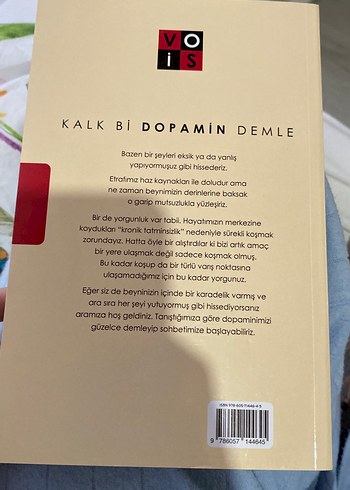 VO
iS
KALK Bİ DOPAMİN DEMLE
Bazen bir şeyleri eksik ya da yanlış
yapıyormuşuz gibi hissederiz.
Etrafımız haz kaynakları ile doludur ama
ne zaman beynimizin derinlerine baksak
o garip mutsuzlukla yüzleşiriz.
Bir de yorgunluk var tabii. Hayatımızın merkezine
koydukları “kronik tatminsizlik” nedeniyle sürekli koşmak
zorundayız. Hatta öyle bir alıştırdılar ki bizi artık amaç
bir yere ulaşmak değil sadece koşmak olmuş.
Bu kadar koşup da bir türlü varış noktasına
ulaşamadığımız için bu kadar yorgunuz.
Eğer siz de beyninizin içinde bir karadelik varmış ve
ara sıra her şeyi yutuyormuş gibi hissediyorsanız
aramıza hoş geldiniz. Tanıştığımıza göre dopaminimizi
güzelce demleyip sohbetimize başlayabiliriz.
9 786057 144645